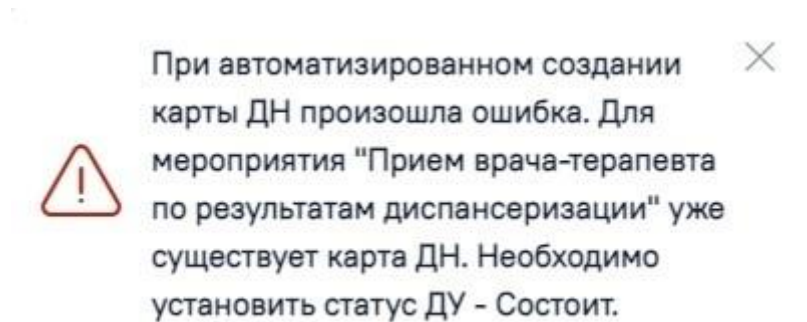 При автоматизированном создании
карты ДН произошла ошибка. Для
мероприятия "Прием врача-терапевта
по результатам диспансеризации" уже
существует карта ДН. Необходимо
установить статус ДУ - Состоит.